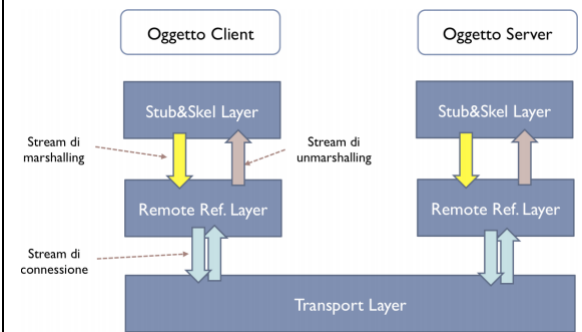 Oggetto Client
Oggetto Server
Stub&Skel Layer
Stub&Skel Layer
Stream di
marshalling
Stream di
unmarshalling
Remote Ref. Layer
Remote Ref. Layer
Stream di
connessione
Transport Layer